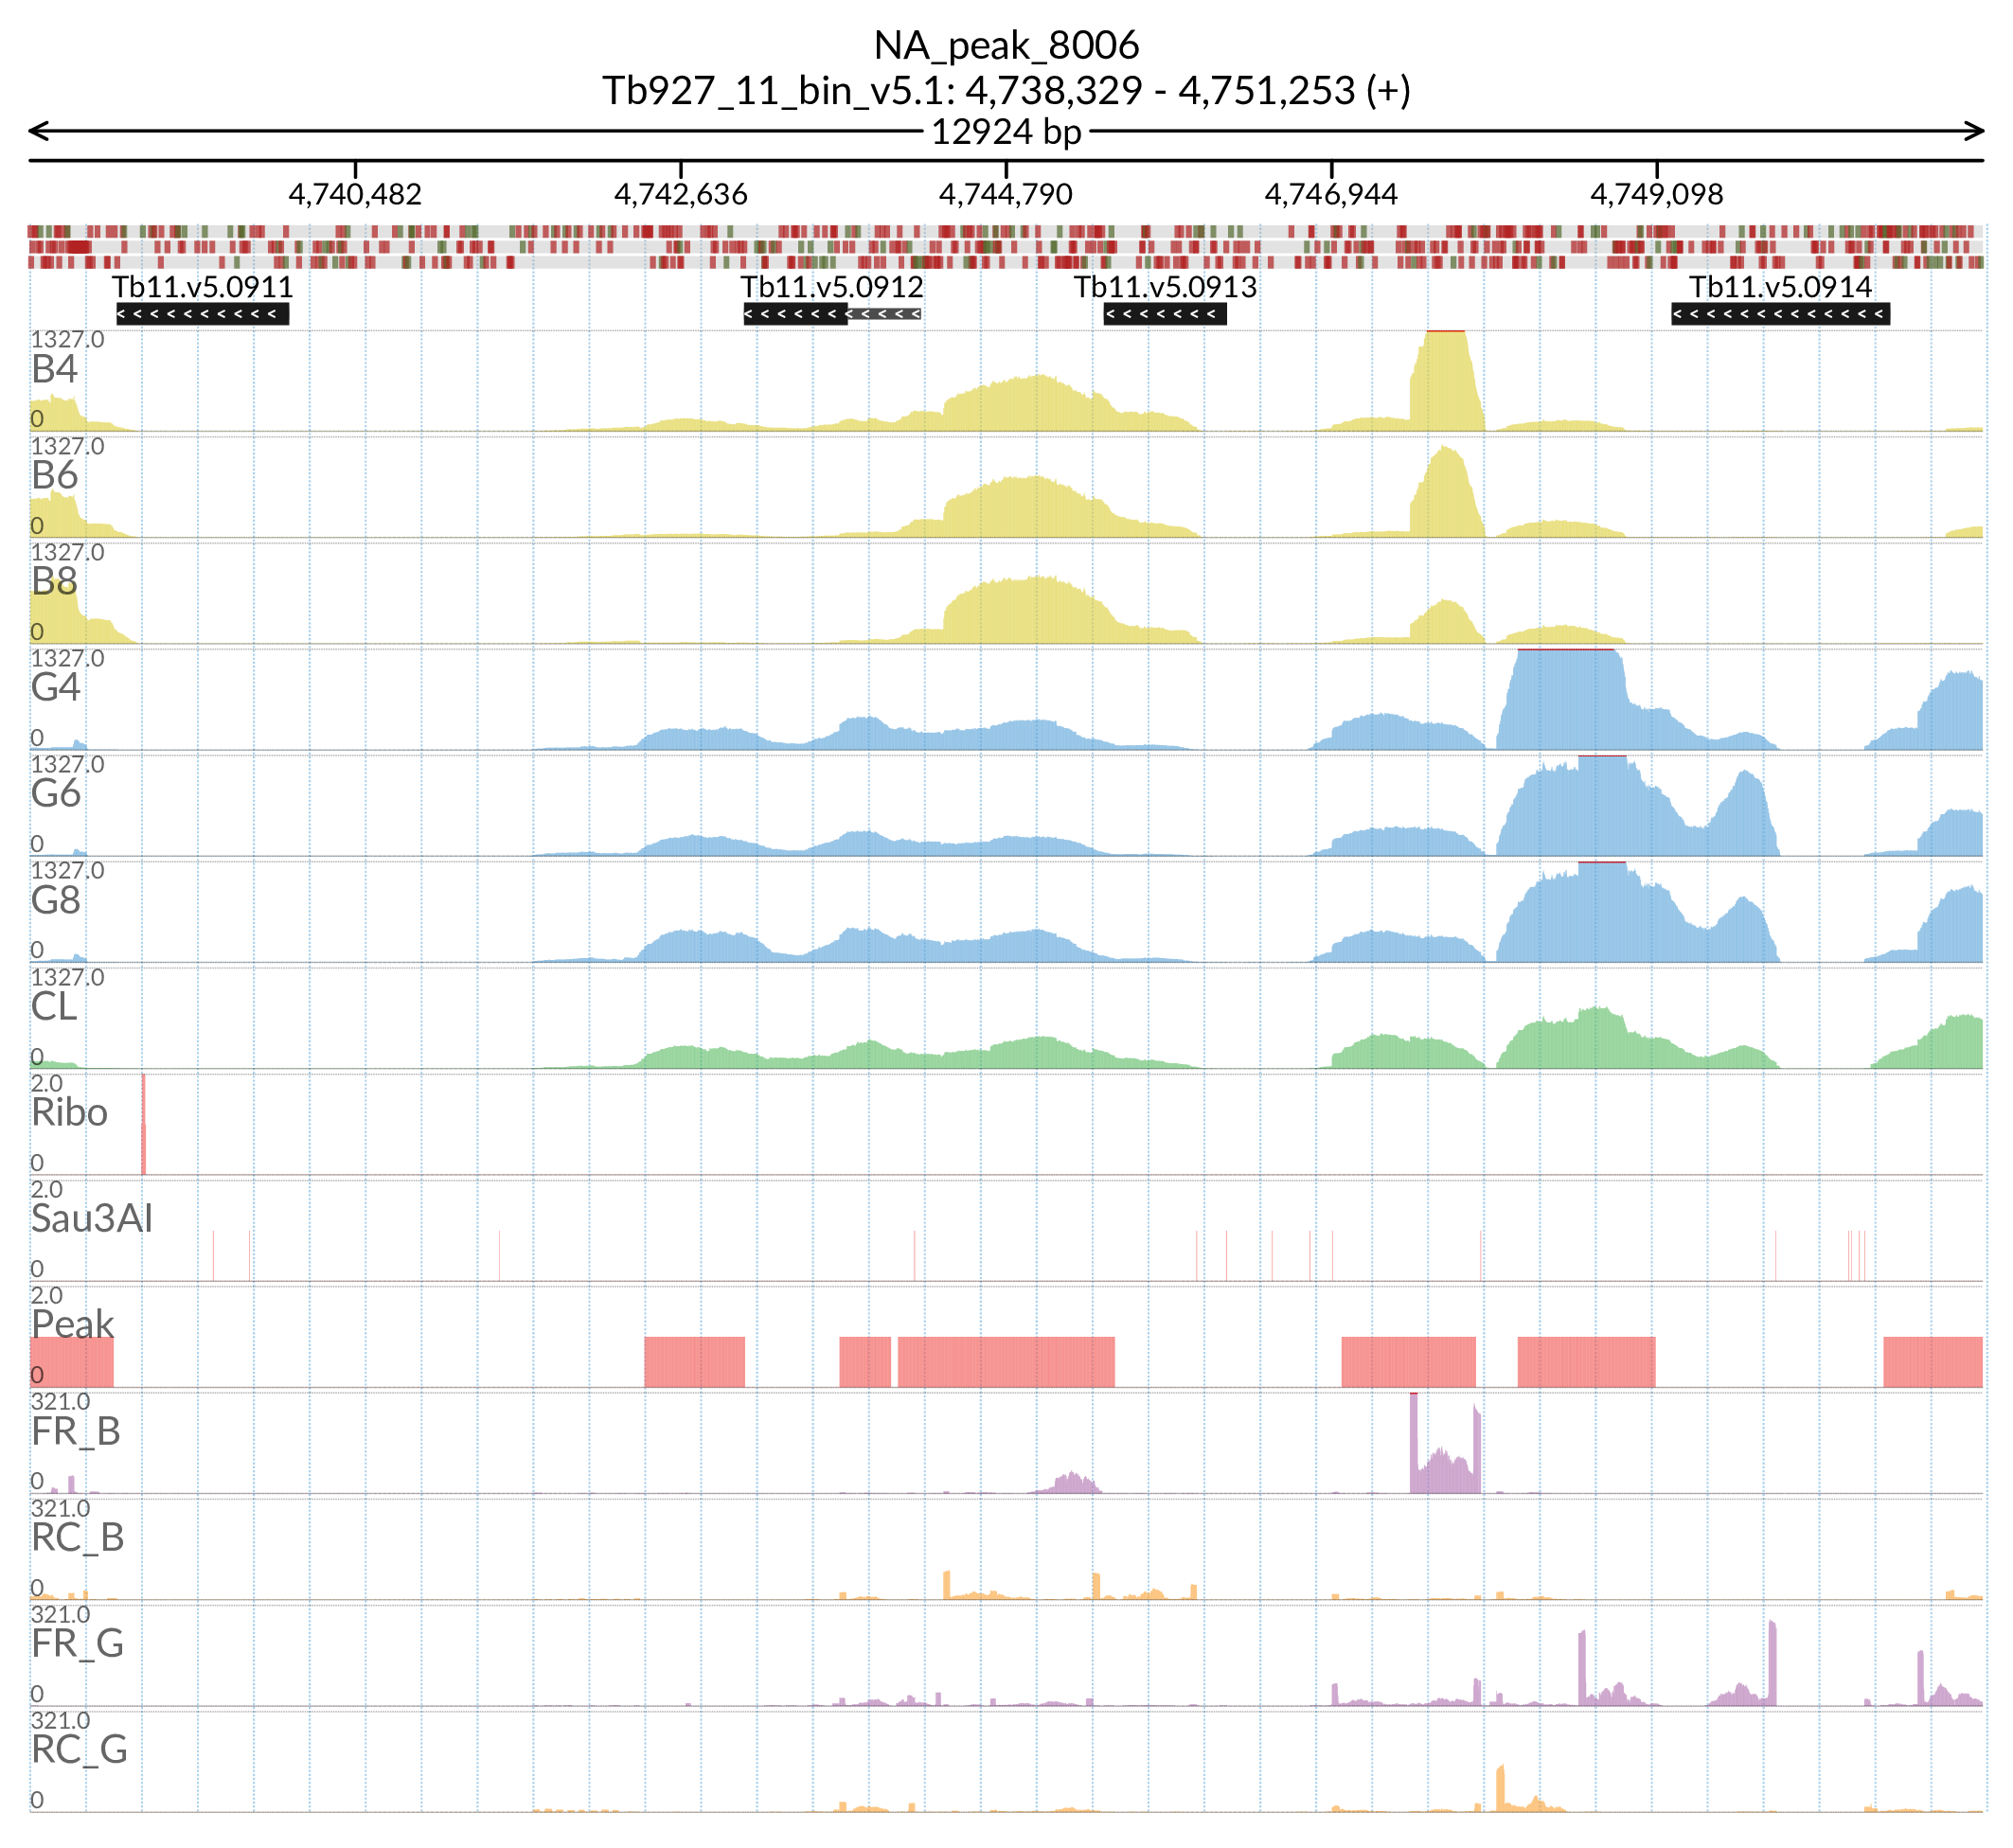 NA_peak_8006
Tb927_11_bin_v5.1: 4,738,329 - 4,751,253 (+)
12924 bp
4,740,482 4,742,636 4,744,790 4,746,944 4,749,098
Tb11.v5.0911 Tb11.v5.0912 Tb11.v5.0913 Tb11.v5.0914
1327.0
B4
0
1327.0
B6
0
1327.0
B8
0
1327.0
G4
0
1327.0
G6
0
1327.0
G8
0
1327.0
CL
0
2.0
Ribo
0
2.0
Sau3AI
0
2.0
Peak
0
321.0
FR_B
0
321.0
RC_B
0
321.0
FR_G
0
321.0
RC_G
0